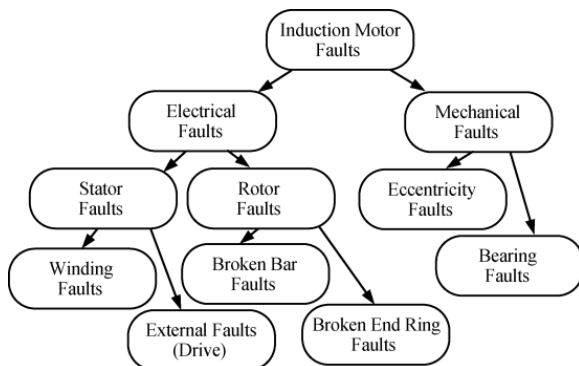 Induction Motor
Faults
Electrical
Faults
Mechanical
Faults
Stator
Faults
Rotor
Faults
Eccentricity
Faults
Winding
Faults
Broken Bar
Faults
Bearing
Faults
External Faults
(Drive)
Broken End Ring
Faults